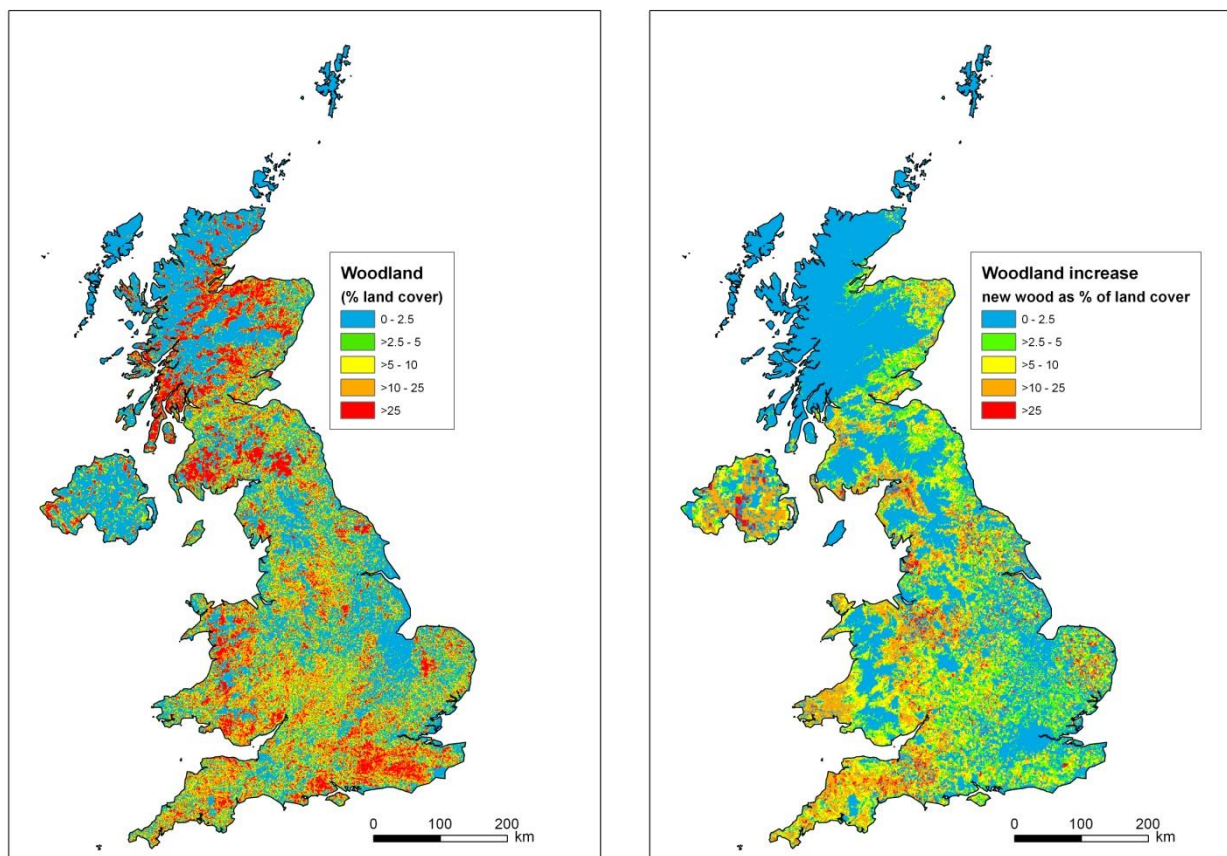 Woodland
(% land cover)
0 - 2.5
>2.5 - 5
>5 - 10
>10 - 25
>25
0 100 200
km
Woodland increase
new wood as % of land cover
0 - 2.5
>2.5 - 5
>5 - 10
>10 - 25
>25
0 100 200
km